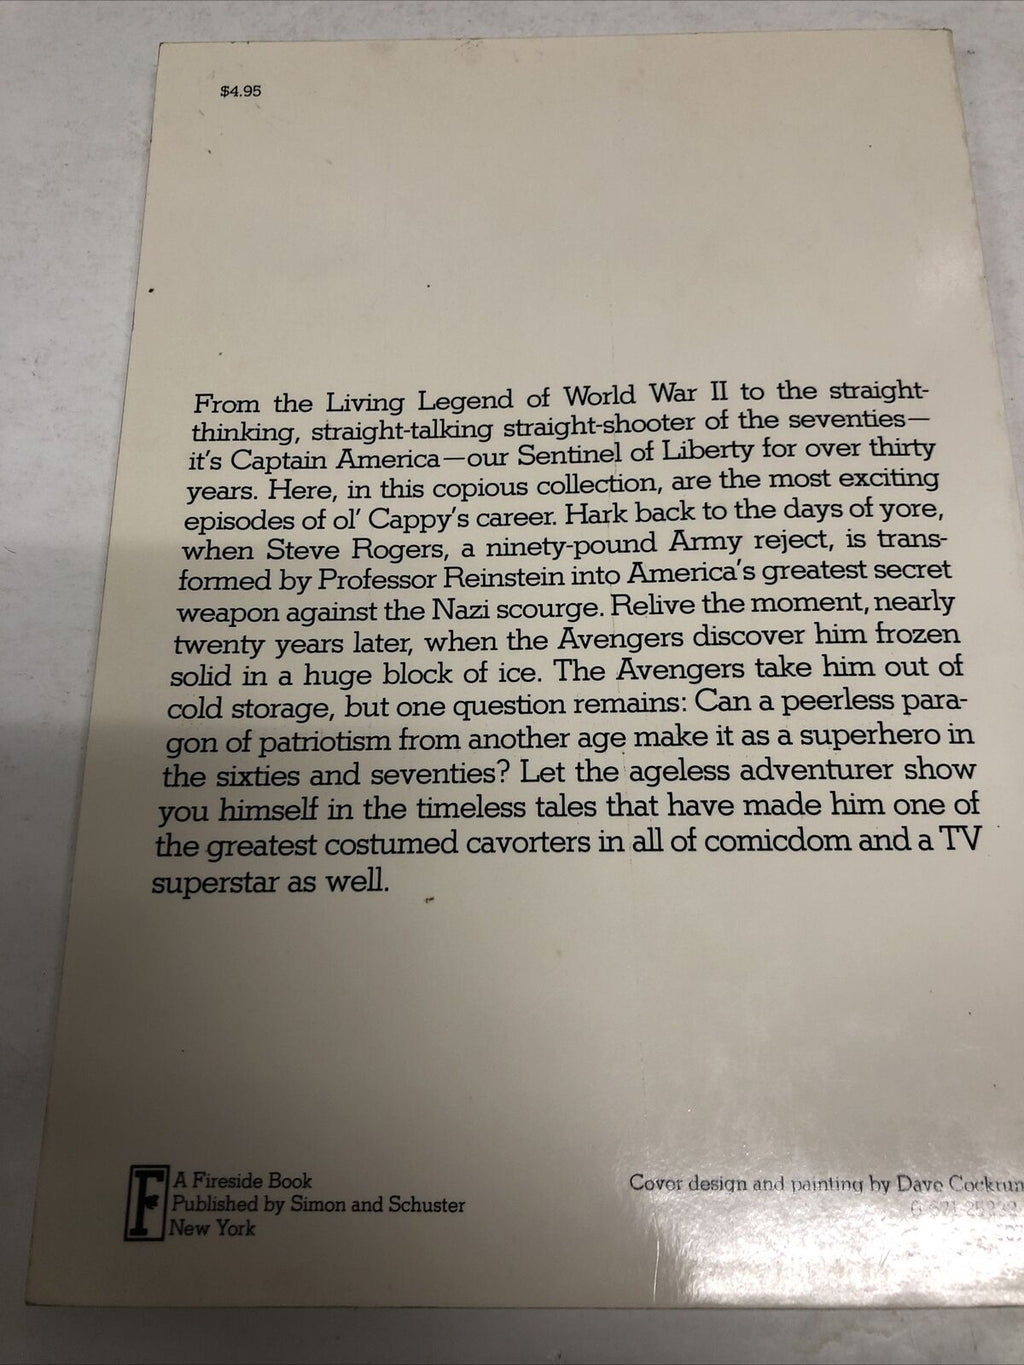 $4.95
From the Living Legend of World War II to the straight-
thinking, straight-talking straight-shooter of the seventies—
it's Captain America—our Sentinel of Liberty for over thirty
years. Here, in this copious collection, are the most exciting
episodes of ol' Cappy's career. Hark back to the days of yore,
when Steve Rogers, a ninety-pound Army reject, is trans-
formed by Professor Reinstein into America's greatest secret
weapon against the Nazi scourge. Relive the moment, nearly
twenty years later, when the Avengers discover him frozen
solid in a huge block of ice. The Avengers take him out of
cold storage, but one question remains: Can a peerless para-
gon of patriotism from another age make it as a superhero in
the sixties and seventies? Let the ageless adventurer show
you himself in the timeless tales that have made him one of
the greatest costumed cavorters in all of comicdom and a TV
superstar as well.
F
A Fireside Book
Published by Simon and Schuster
New York
Cover design and painting by Dave